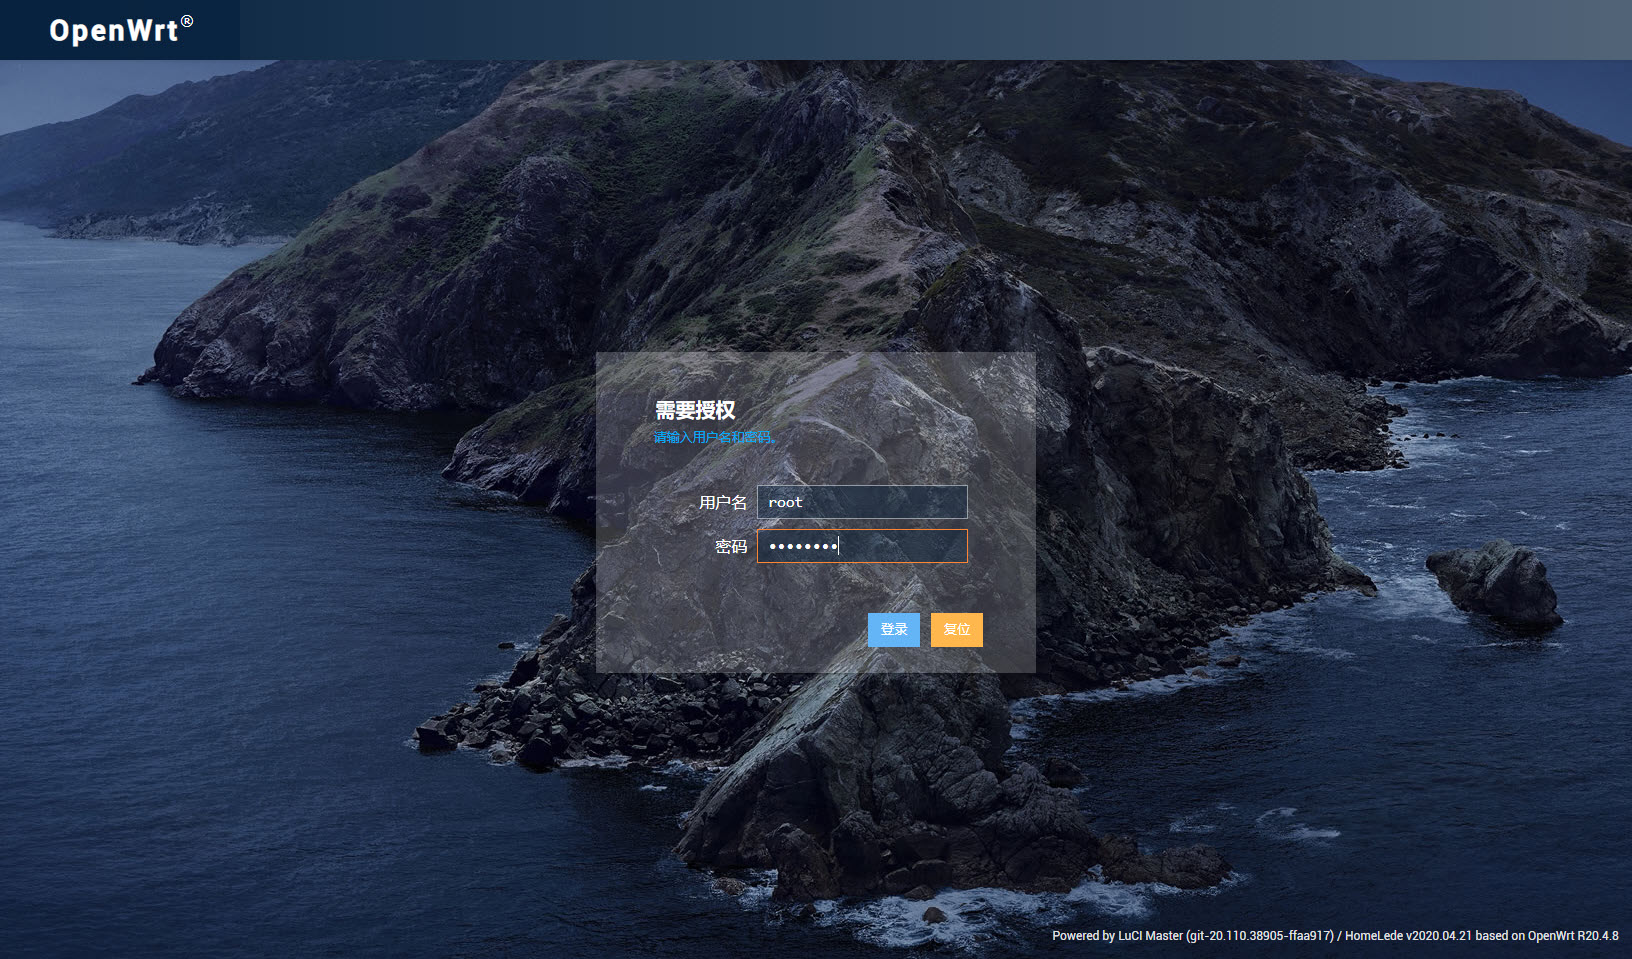 OpenWrt®
需要授权
请输入用户名和密码。
用户名 root
密码 ••••••••
登录 复位
Powered by LuCI Master (git-20.110.38905-ffaa917) / HomeLede v2020.04.21 based on OpenWrt R20.4.8